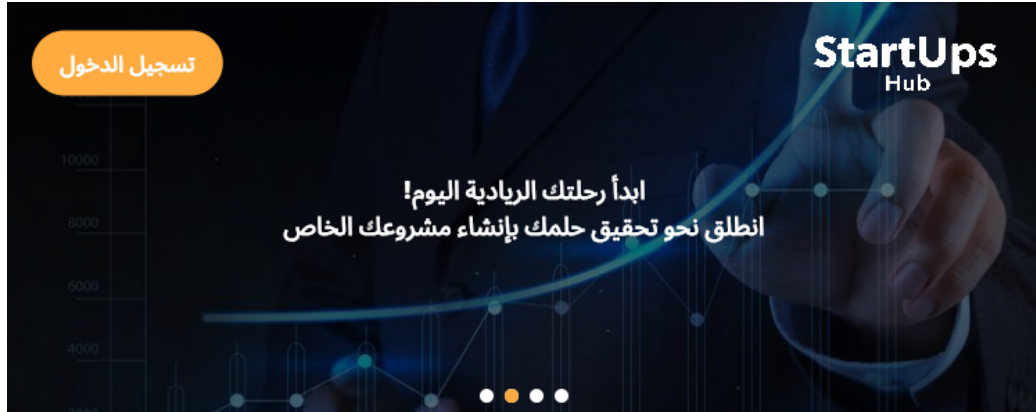 StartUps
Hub
تسجيل الدخول
ابدأ رحلتك الريادية اليوم!
انطلق نحو تحقيق حلمك بإنشاء مشروعك الخاص
10000
8000
6000
4000